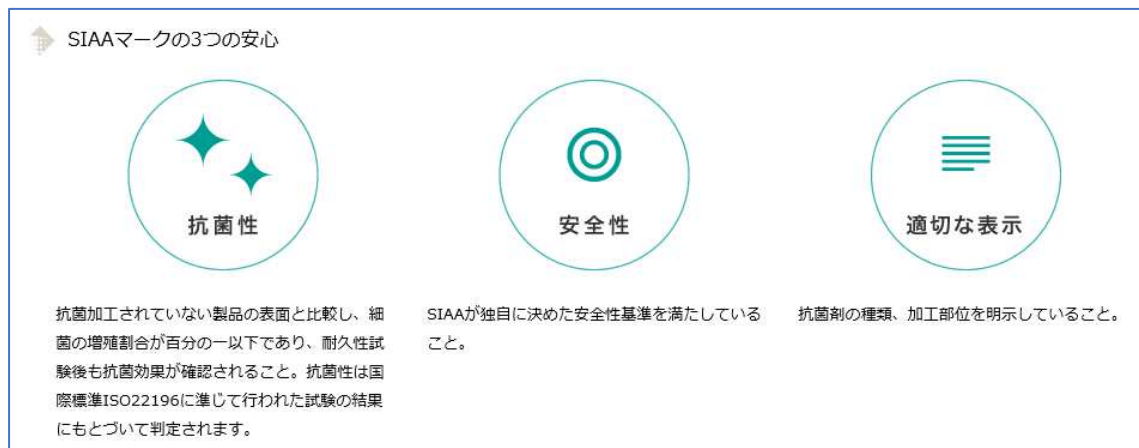 SIAAマークの3つの安心
抗菌性
安全性
適切な表示
抗菌加工されていない製品の表面と比較し、細
菌の増殖割合が百分の一以下であり、耐久性試
験後も抗菌効果が確認されること。抗菌性は国
際標準ISO22196に準じて行われた試験の結果
にもとづいて判定されます。
SIAAが独自に決めた安全性基準を満たしている
こと。
抗菌剤の種類、加工部位を明示していること。